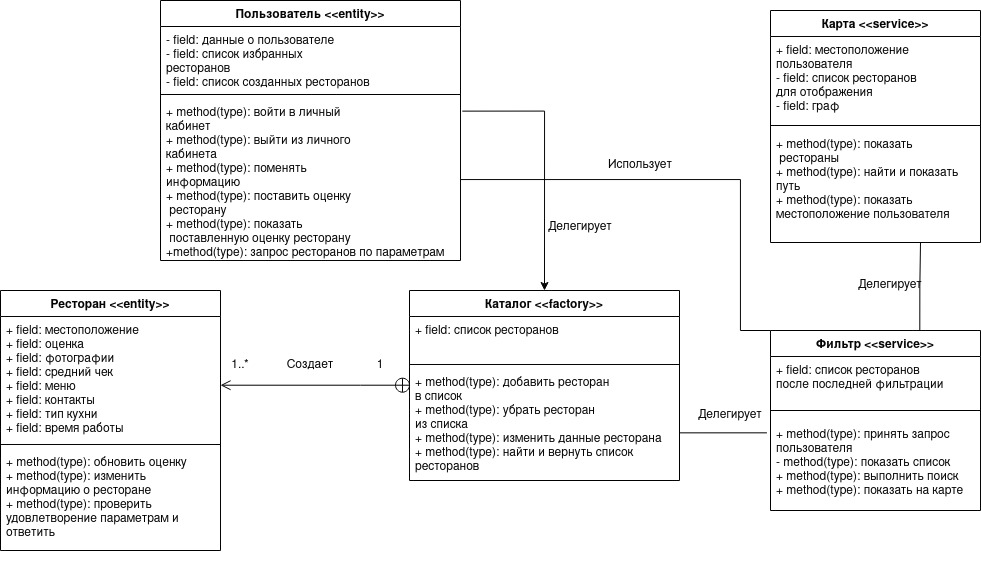 Пользователь <<entity>>
- field: данные о пользователе
- field: список избранных
ресторанов
- field: список созданных ресторанов
+ method(type): войти в личный
кабинет
+ method(type): выйти из личного
кабинета
+ method(type): поменять
информацию
+ method(type): поставить оценку
ресторану
+ method(type): показать
поставленную оценку ресторану
+method(type): запрос ресторанов по параметрам
Карта <<service>>
+ field: местоположение
пользователя
- field: список ресторанов
для отображения
- field: граф
+ method(type): показать
рестораны
+ method(type): найти и показать
путь
+ method(type): показать
местоположение пользователя
Использует
Делегирует
Делегирует
Ресторан <<entity>>
+ field: местоположение
+ field: оценка
+ field: фотографии
+ field: средний чек
+ field: меню
+ field: контакты
+ field: тип кухни
+ field: время работы
+ method(type): обновить оценку
+ method(type): изменить
информацию о ресторане
+ method(type): проверить
удовлетворение параметрам и
ответить
1..*
Создает
1
Каталог <<factory>>
+ field: список ресторанов
+ method(type): добавить ресторан
в список
+ method(type): убрать ресторан
из списка
+ method(type): изменить данные ресторана
+ method(type): найти и вернуть список
ресторанов
Делегирует
Фильтр <<service>>
+ field: список ресторанов
после последней фильтрации
+ method(type): принять запрос
пользователя
- method(type): показать список
+ method(type): выполнить поиск
+ method(type): показать на карте